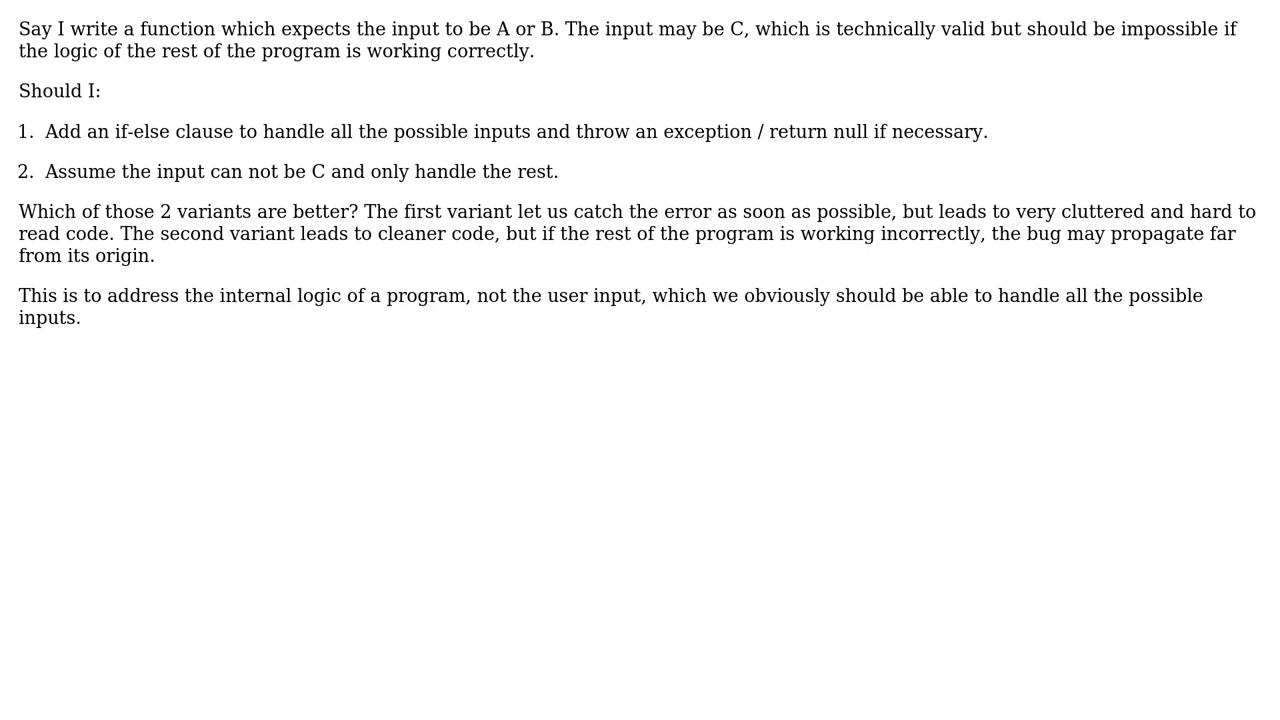 Say I write a function which expects the input to be A or B. The input may be C, which is technically valid but should be impossible if
the logic of the rest of the program is working correctly.
Should I:
1. Add an if-else clause to handle all the possible inputs and throw an exception / return null if necessary.
2. Assume the input can not be C and only handle the rest.
Which of those 2 variants are better? The first variant let us catch the error as soon as possible, but leads to very cluttered and hard to
read code. The second variant leads to cleaner code, but if the rest of the program is working incorrectly, the bug may propagate far
from its origin.
This is to address the internal logic of a program, not the user input, which we obviously should be able to handle all the possible
inputs.